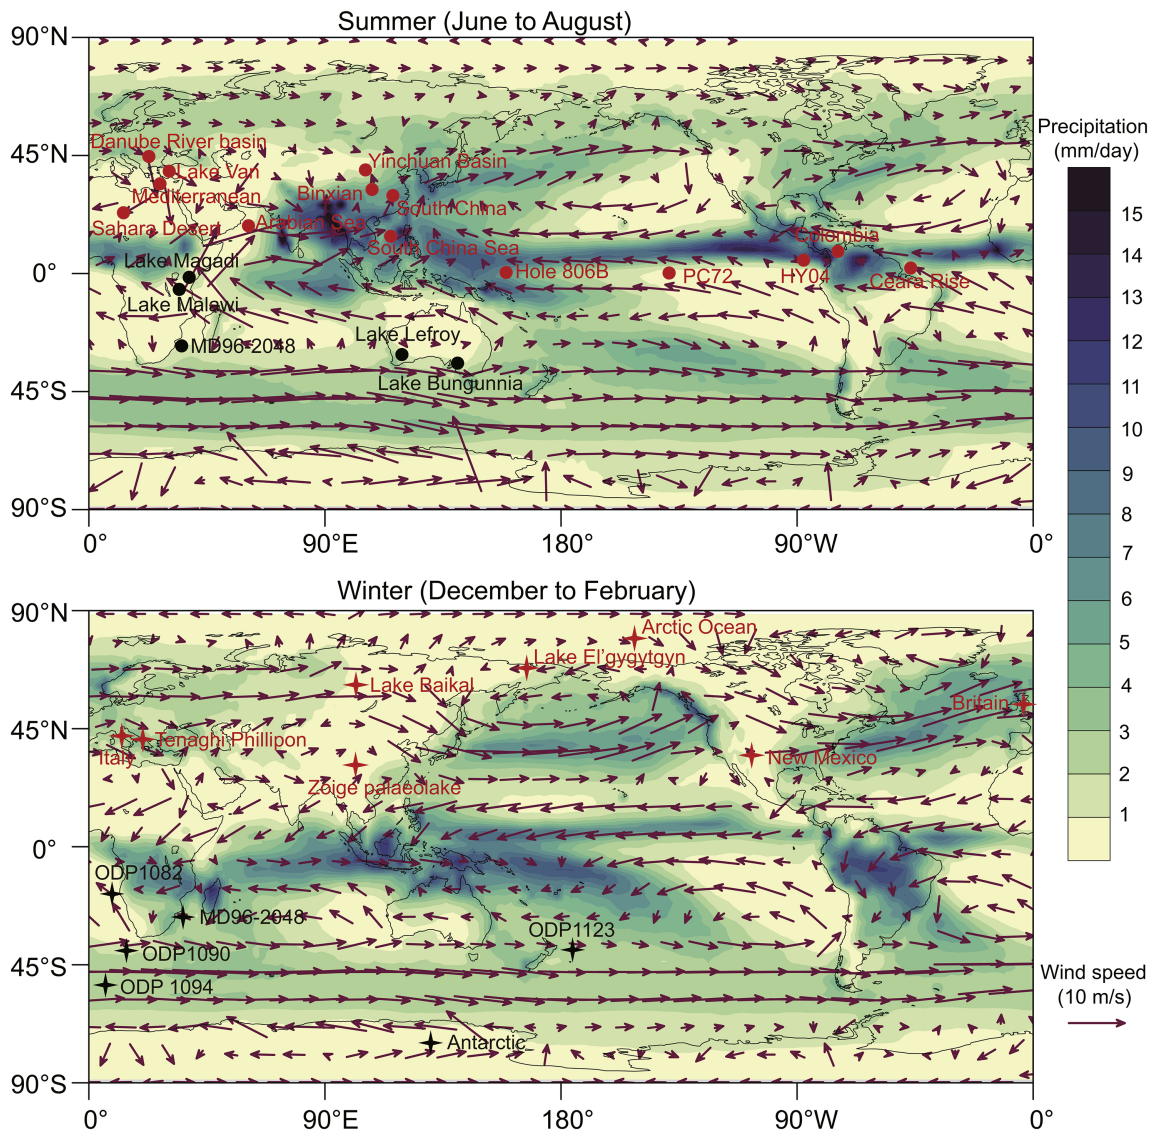 Summer (June to August)
90°N
45°N
0°
45°S
90°S
0°
90°E
180°
90°W
0°
Danube River basin
Lake Van
Mediterranean
Sahara Desert
Arabian Sea
Yinchuan Basin
Binxian
South China
South China Sea
Hole 806B
PC72
HY04
Colombia
Ceara Rise
Lake Magadi
Lake Malawi
MD96-2048
Lake Lefroy
Lake Bungunnia
Precipitation
(mm/day)
15
14
13
12
11
10
9
8
7
6
5
4
3
2
1
Winter (December to February)
90°N
45°N
0°
45°S
90°S
0°
90°E
180°
90°W
0°
Arctic Ocean
Lake El'gygytgyn
Lake Baikal
Britain
Tenaghi Phillipon
Italy
New Mexico
Zoige palaeolake
ODP1082
MD96-2048
ODP1123
ODP1090
ODP 1094
Antarctic
Wind speed
(10 m/s)